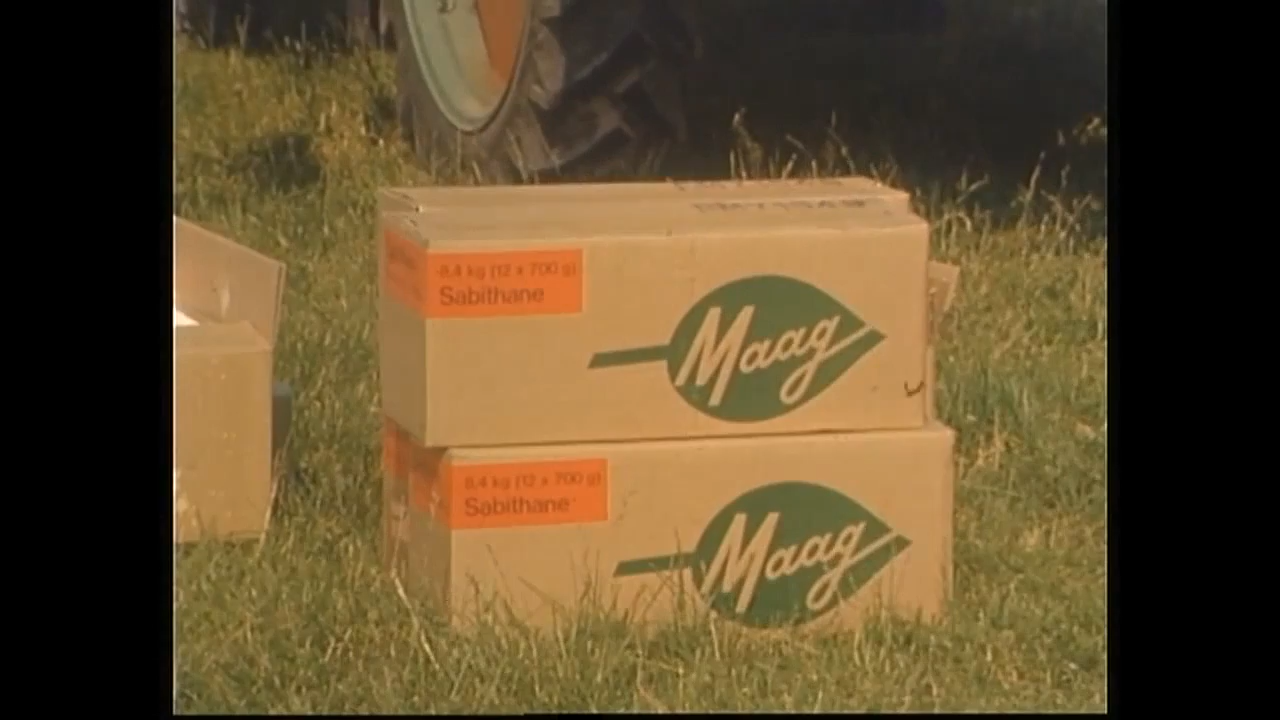 8,4 kg (12 x 700 g)
Sabithane
Maag
8,4 kg (12 x 700 g)
Sabithane
Maag